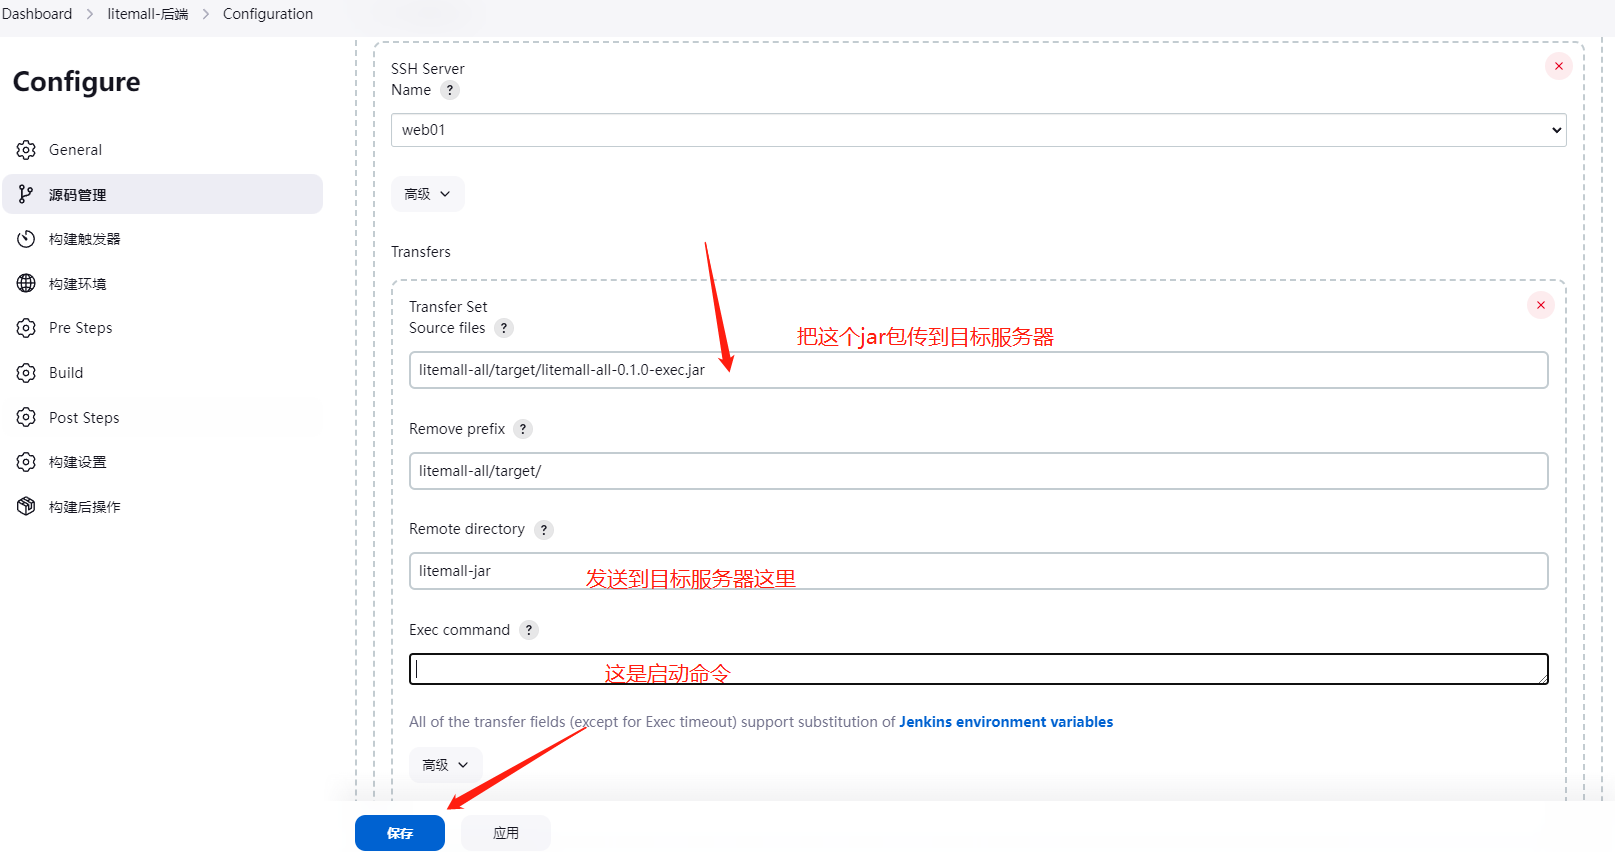 Dashboard > litemall-后端 > Configuration
Configure
General
源码管理
构建触发器
构建环境
Pre Steps
Build
Post Steps
构建设置
构建后操作
SSH Server
Name ?
web01
高级
Transfers
Transfer Set
Source files ?
把这个jar包传到目标服务器
litemall-all/target/litemall-all-0.1.0-exec.jar
Remove prefix ?
litemall-all/target/
Remote directory ?
litemall-jar
发送到目标服务器这里
Exec command ?
这是启动命令
All of the transfer fields (except for Exec timeout) support substitution of Jenkins environment variables
高级
保存
应用